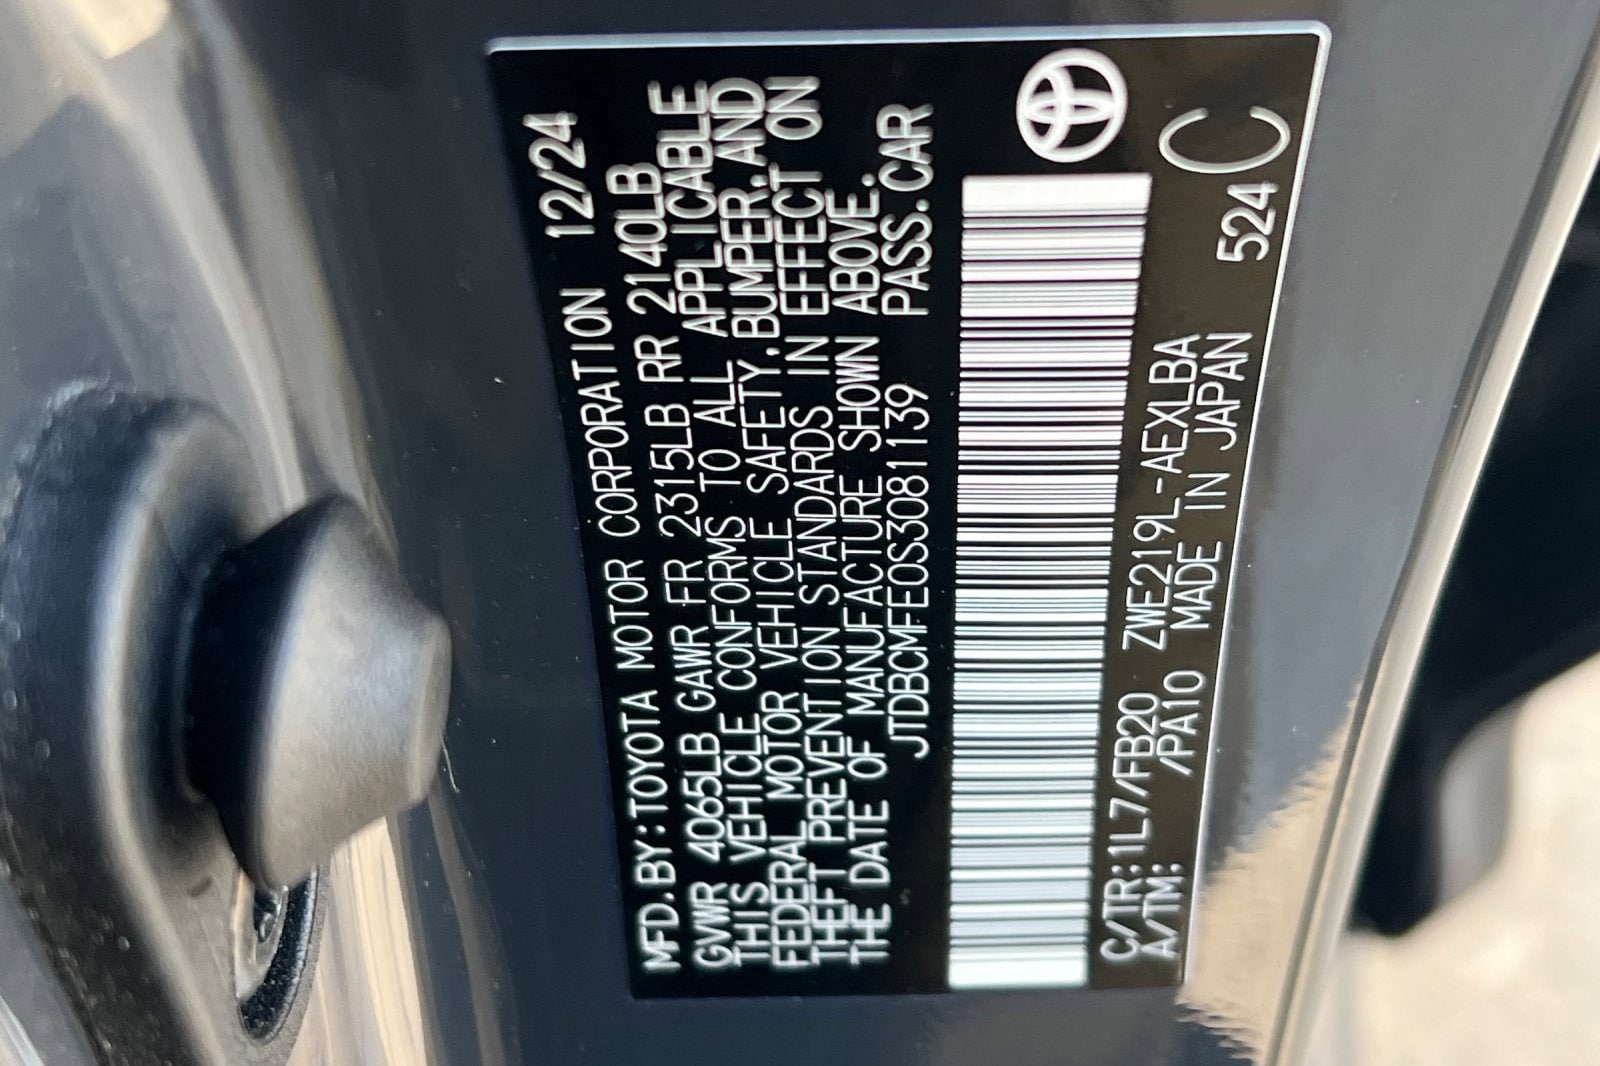 MFD.BY:TOYOTA MOTOR CORPORATION 12/24
GVWR 4065LB GAWR FR 2315LB RR 2140LB
THIS VEHICLE CONFORMS TO ALL APPLICABLE
FEDERAL MOTOR VEHICLE SAFETY,BUMPER,AND
THEFT PREVENTION STANDARDS IN EFFECT ON
THE DATE OF MANUFACTURE SHOWN ABOVE.
JTDBCMFE0S3081139 PASS.CAR
C/TR:1L7/FB20 ZWE219L-AEXLBA
A/TM: /PA10 MADE IN JAPAN 524 C